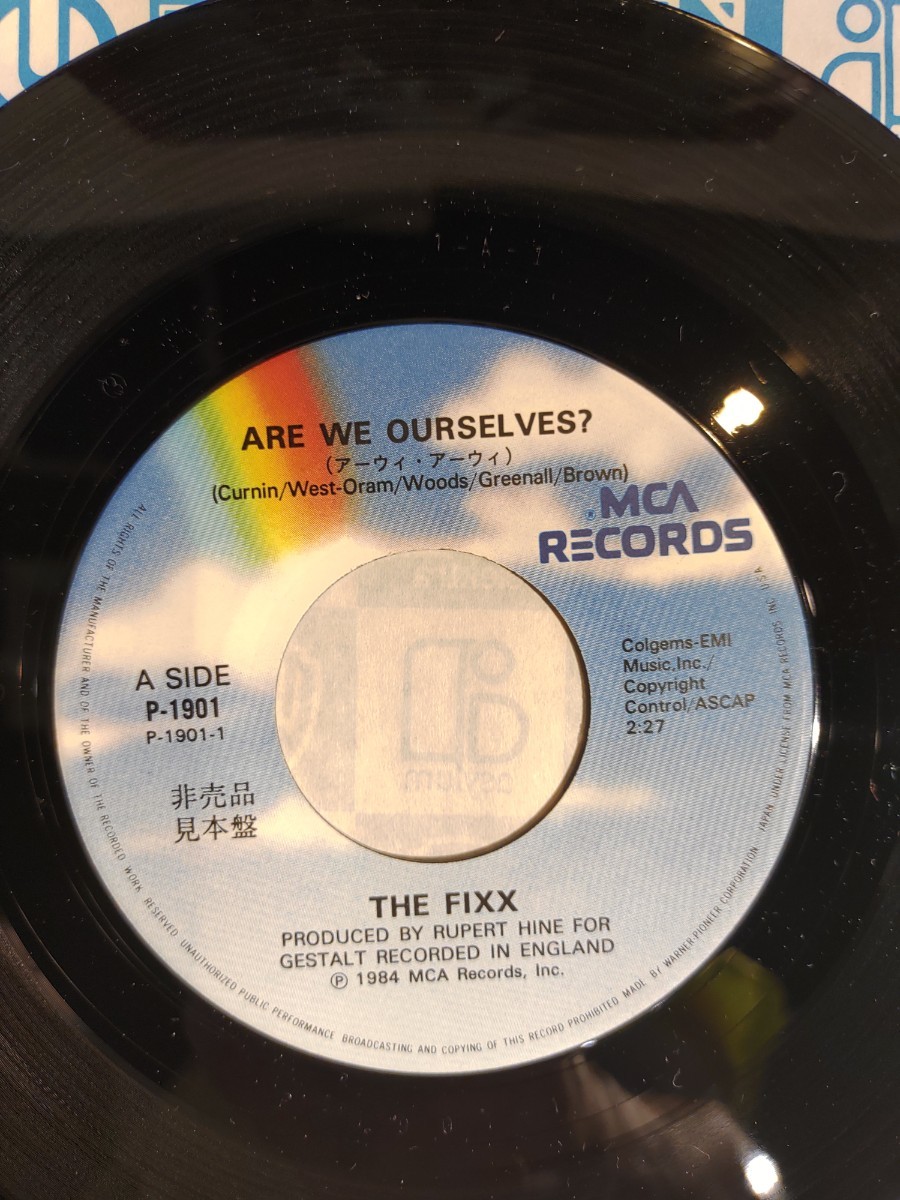 1-A-1
ARE WE OURSELVES?
(アーウィ・アーウィ)
(Curnin/West-Oram/Woods/Greenall/Brown)
MCA
RECORDS
A SIDE
P-1901
P-1901-1
非売品
見本盤
Colgems-EMI
Music,Inc./
Copyright
Control/ASCAP
2:27
asylum
THE FIXX
PRODUCED BY RUPERT HINE FOR
GESTALT RECORDED IN ENGLAND
Ⓟ 1984 MCA Records, Inc.
ALL RIGHTS OF THE MANUFACTURER AND OF THE OWNER OF THE RECORDED WORK RESERVED UNAUTHORIZED PUBLIC PERFORMANCE BROADCASTING AND COPYING OF THIS RECORD PROHIBITED MADE BY WARNER-PIONEER CORPORATION JAPAN UNDER LICENSE FROM MCA RECORDS INC. U.S.A.